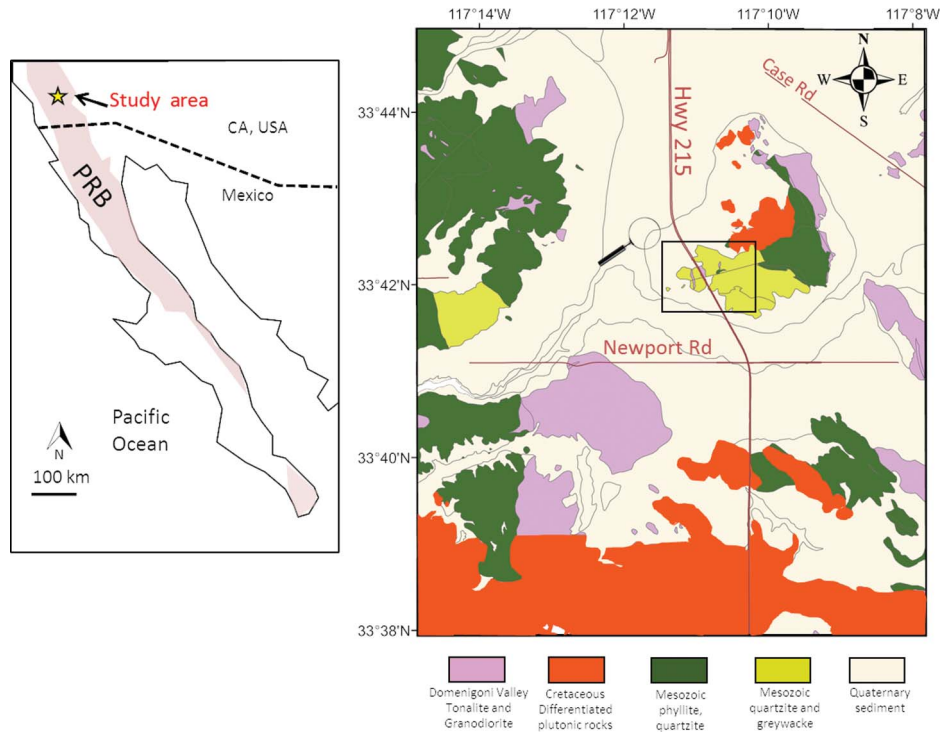 117°14'W 117°12'W 117°10'W 117°8'W
33°44'N
33°42'N
33°40'N
33°38'N
N
W E
S
Case Rd
Hwy 215
Newport Rd
Study area
CA, USA
Mexico
PRB
Pacific
Ocean
N
100 km
Domenigoni Valley
Tonalite and
Granodiorite
Cretaceous
Differentiated
plutonic rocks
Mesozoic
phyllite,
quartzite
Mesozoic
quartzite and
greywacke
Quaternary
sediment